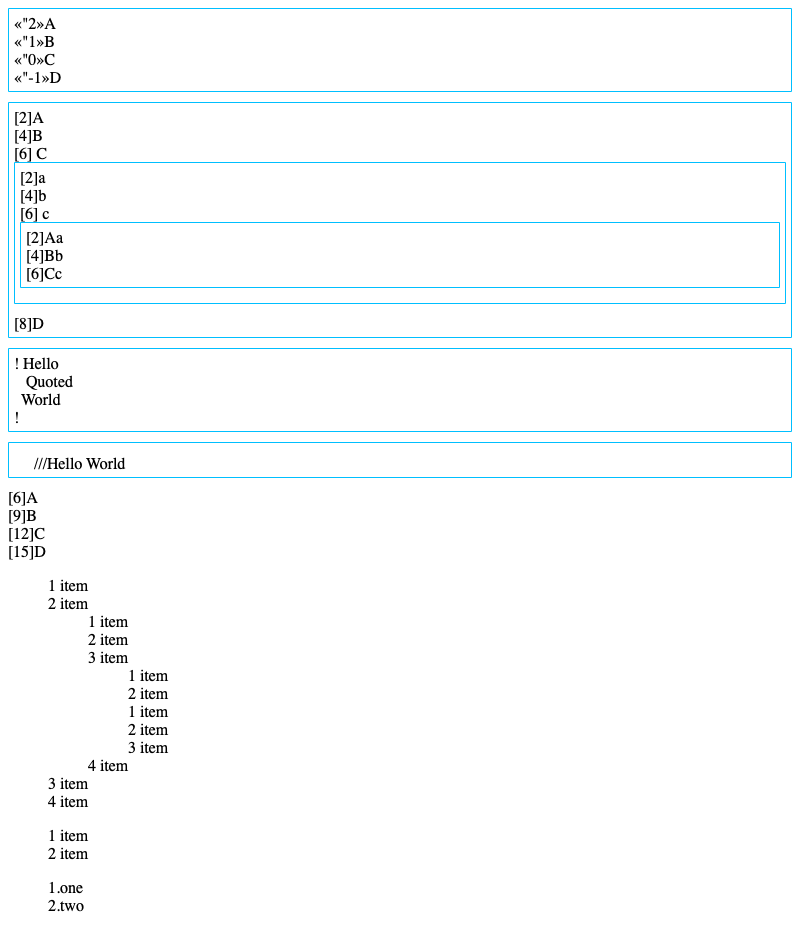 «"2»A
«"1»B
«"0»C
«"-1»D
[2]A
[4]B
[6] C
[2]a
[4]b
[6] c
[2]Aa
[4]Bb
[6]Cc
[8]D
! Hello
Quoted
World
!
///Hello World
[6]A
[9]B
[12]C
[15]D
1 item
2 item
1 item
2 item
3 item
1 item
2 item
1 item
2 item
3 item
4 item
3 item
4 item
1 item
2 item
1.one
2.two